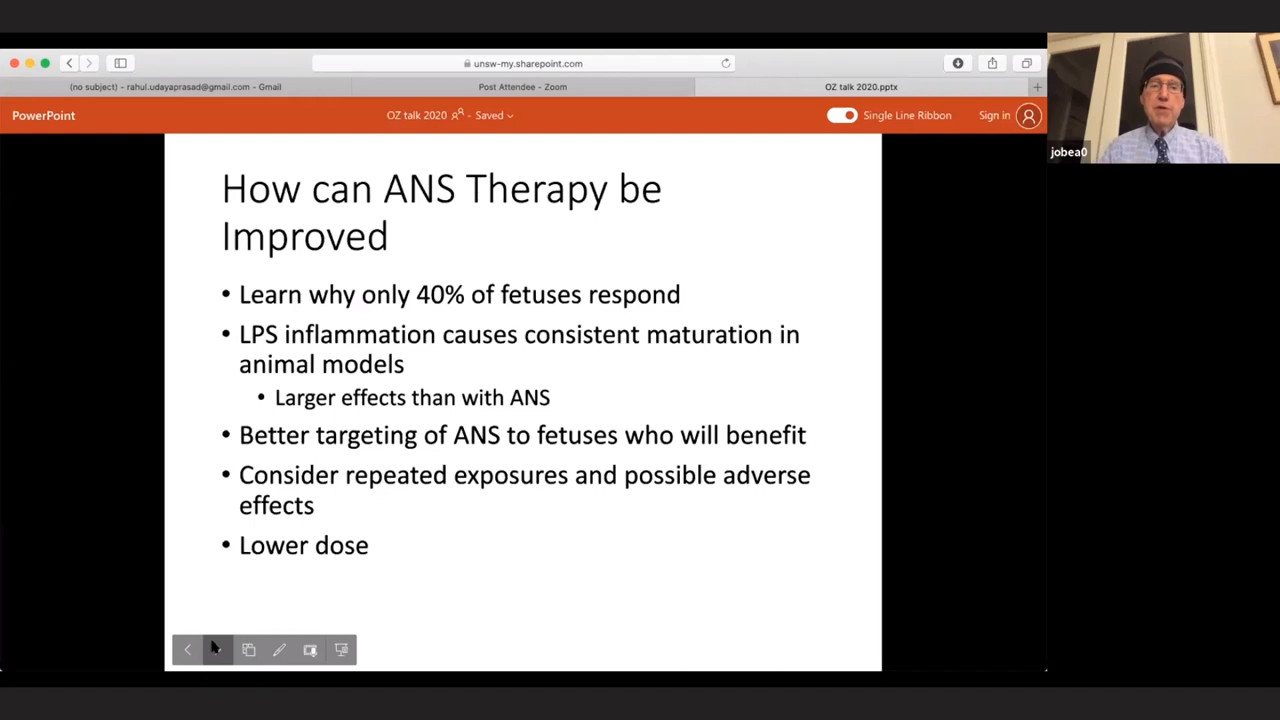 unsw-my.sharepoint.com
(no subject) - rahul.udayaprasad@gmail.com - Gmail
Post Attendee - Zoom
OZ talk 2020.pptx
PowerPoint
OZ talk 2020 - Saved
Single Line Ribbon
Sign in
jobea0
How can ANS Therapy be
Improved
• Learn why only 40% of fetuses respond
• LPS inflammation causes consistent maturation in
animal models
• Larger effects than with ANS
• Better targeting of ANS to fetuses who will benefit
• Consider repeated exposures and possible adverse
effects
• Lower dose